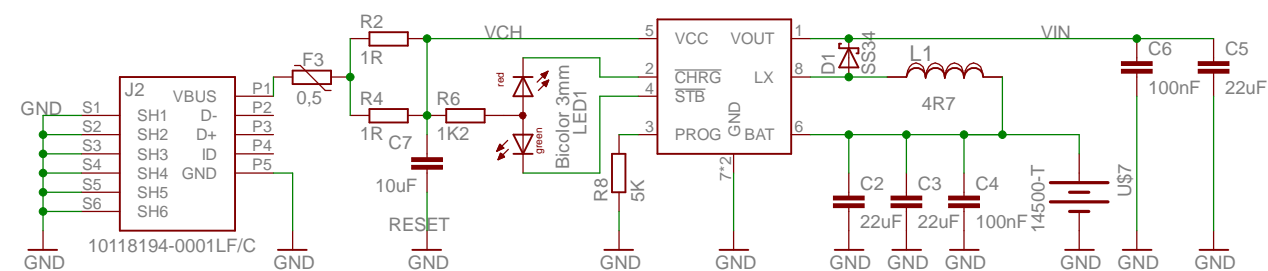 R2
1R
VCH
F3
0,5
J2
VBUS P1
D- P2
D+ P3
ID P4
GND P5
GND S1 SH1
S2 SH2
S3 SH3
S4 SH4
S5 SH5
S6 SH6
10118194-0001LF/C
GND
GND
R4
1R
C7
10uF
RESET
GND
R6
1K2
red
green
Bicolor 3mm
LED1
R8
5K
GND
5 VCC
2 CHRG
4 STB
3 PROG
VOUT 1
LX 8
BAT 6
GND
7*2
GND
D1
SS34
L1
4R7
VIN
C6
100nF
C5
22uF
C2
22uF
C3
22uF
C4
100nF
14500-T
U$7
GND
GND
GND
GND
GND
GND